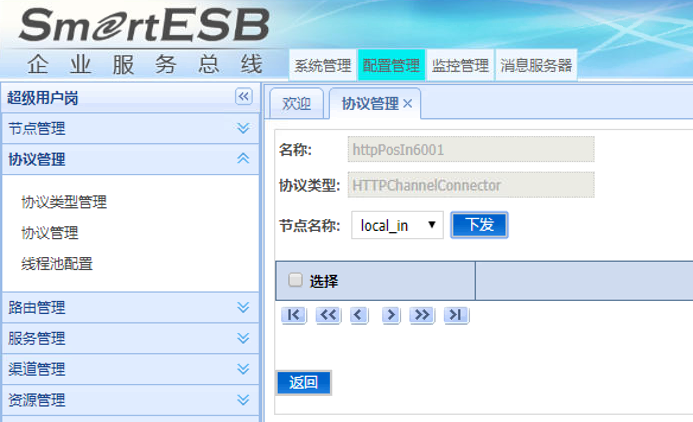 SmartESB
企业服务总线
系统管理 配置管理 监控管理 消息服务器
超级用户岗
节点管理
协议管理
协议类型管理
协议管理
线程池配置
路由管理
服务管理
渠道管理
资源管理
欢迎 协议管理
名称: httpPosIn6001
协议类型: HTTPChannelConnector
节点名称: local_in 下发
选择
返回